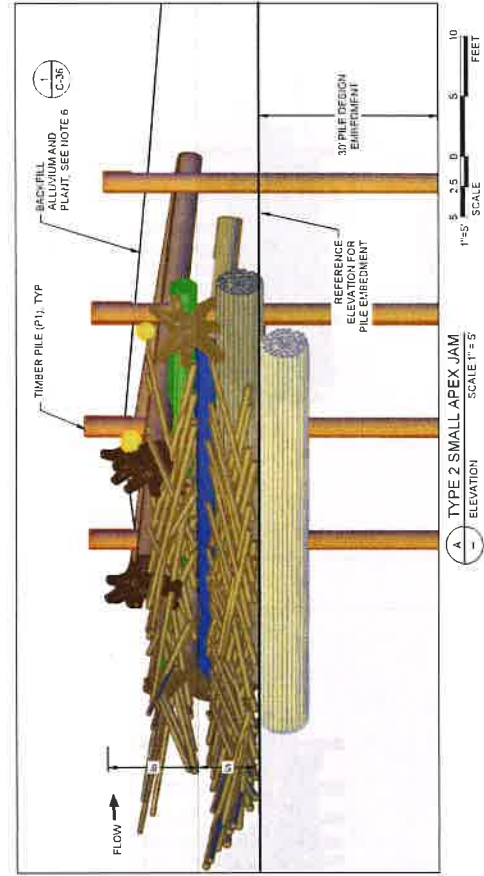 1
C-36
BACKFILL
ALLUVIUM AND
PLANT, SEE NOTE 6
TIMBER PILE (P1), TYP
FLOW
REFERENCE
ELEVATION FOR
PILE EMBEDMENT
30' PILE DESIGN
EMBEDMENT
A
TYPE 2 SMALL APEX JAM
ELEVATION
SCALE 1" = 5'
5
2.5
0
5
10
1"=5'
SCALE
FEET